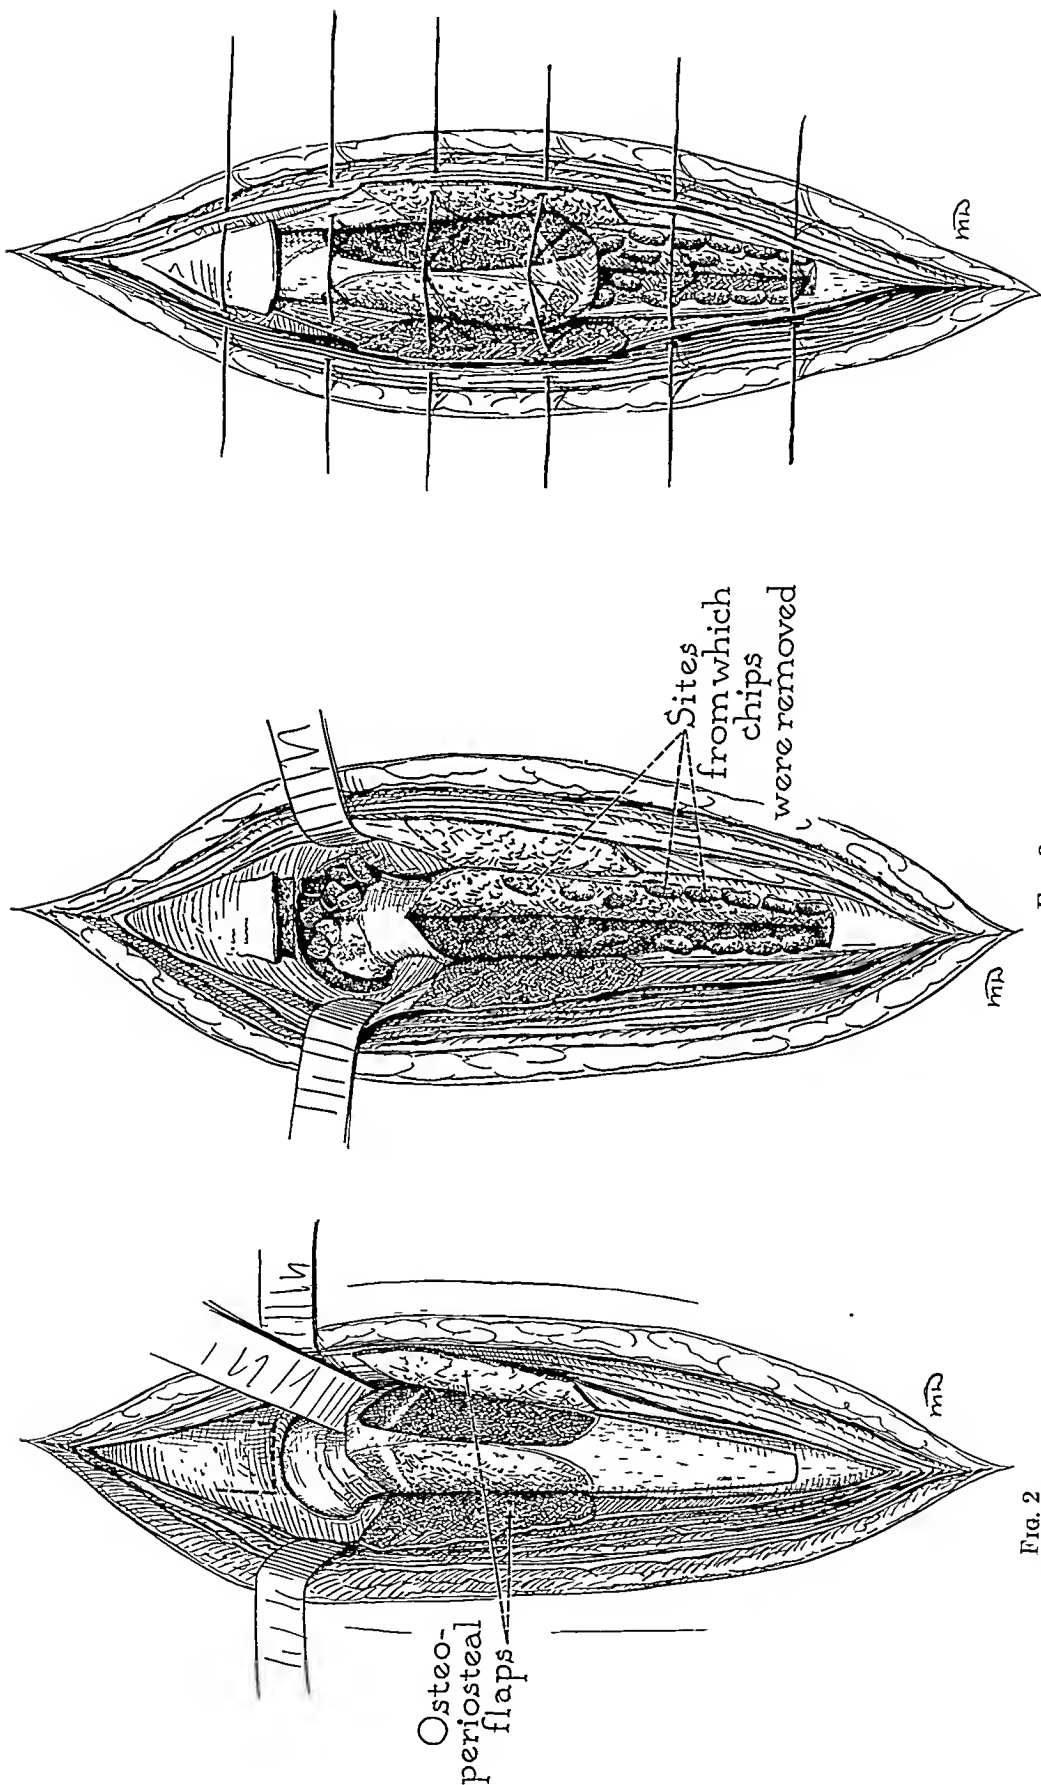 Osteo-
periosteal
flaps
FIG. 2
Sites
from which
chips
were removed